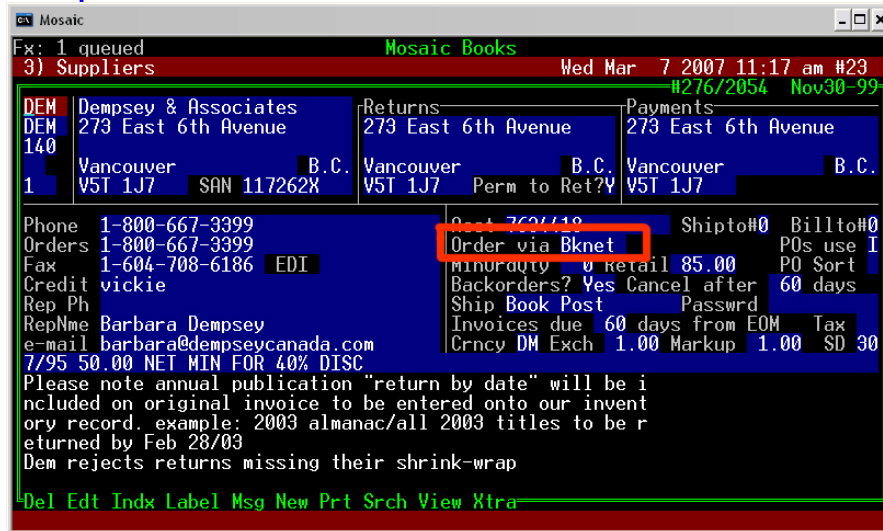 Mosaic
Fx: 1 queued Mosaic Books
3) Suppliers Wed Mar 7 2007 11:17 am #23
#276/2054 Nov30-99
DEM Dempsey & Associates Returns Payments
DEM 273 East 6th Avenue 273 East 6th Avenue 273 East 6th Avenue
140
Vancouver B.C. Vancouver B.C. Vancouver B.C.
1 V5T 1J7 SAN 117262X V5T 1J7 Perm to Ret?Y V5T 1J7
Phone 1-800-667-3399 Shipto#0 Billto#0
Orders 1-800-667-3399 Order via Bknet POs use I
Fax 1-604-708-6186 EDI MinOrdQty 0 Retail 85.00 PO Sort
Credit vickie Backorders? Yes Cancel after 60 days
Rep Ph Ship Book Post Passwrd
RepNme Barbara Dempsey Invoices due 60 days from EOM Tax
e-mail barbara@dempseycanada.com Crncy DM Exch 1.00 Markup 1.00 SD 30
7/95 50.00 NET MIN FOR 40% DISC
Please note annual publication "return by date" will be i
ncluded on original invoice to be entered onto our invent
ory record. example: 2003 almanac/all 2003 titles to be r
eturned by Feb 28/03
Dem rejects returns missing their shrink-wrap
Del Edt Indx Label Msg New Prt Srch View Xtra